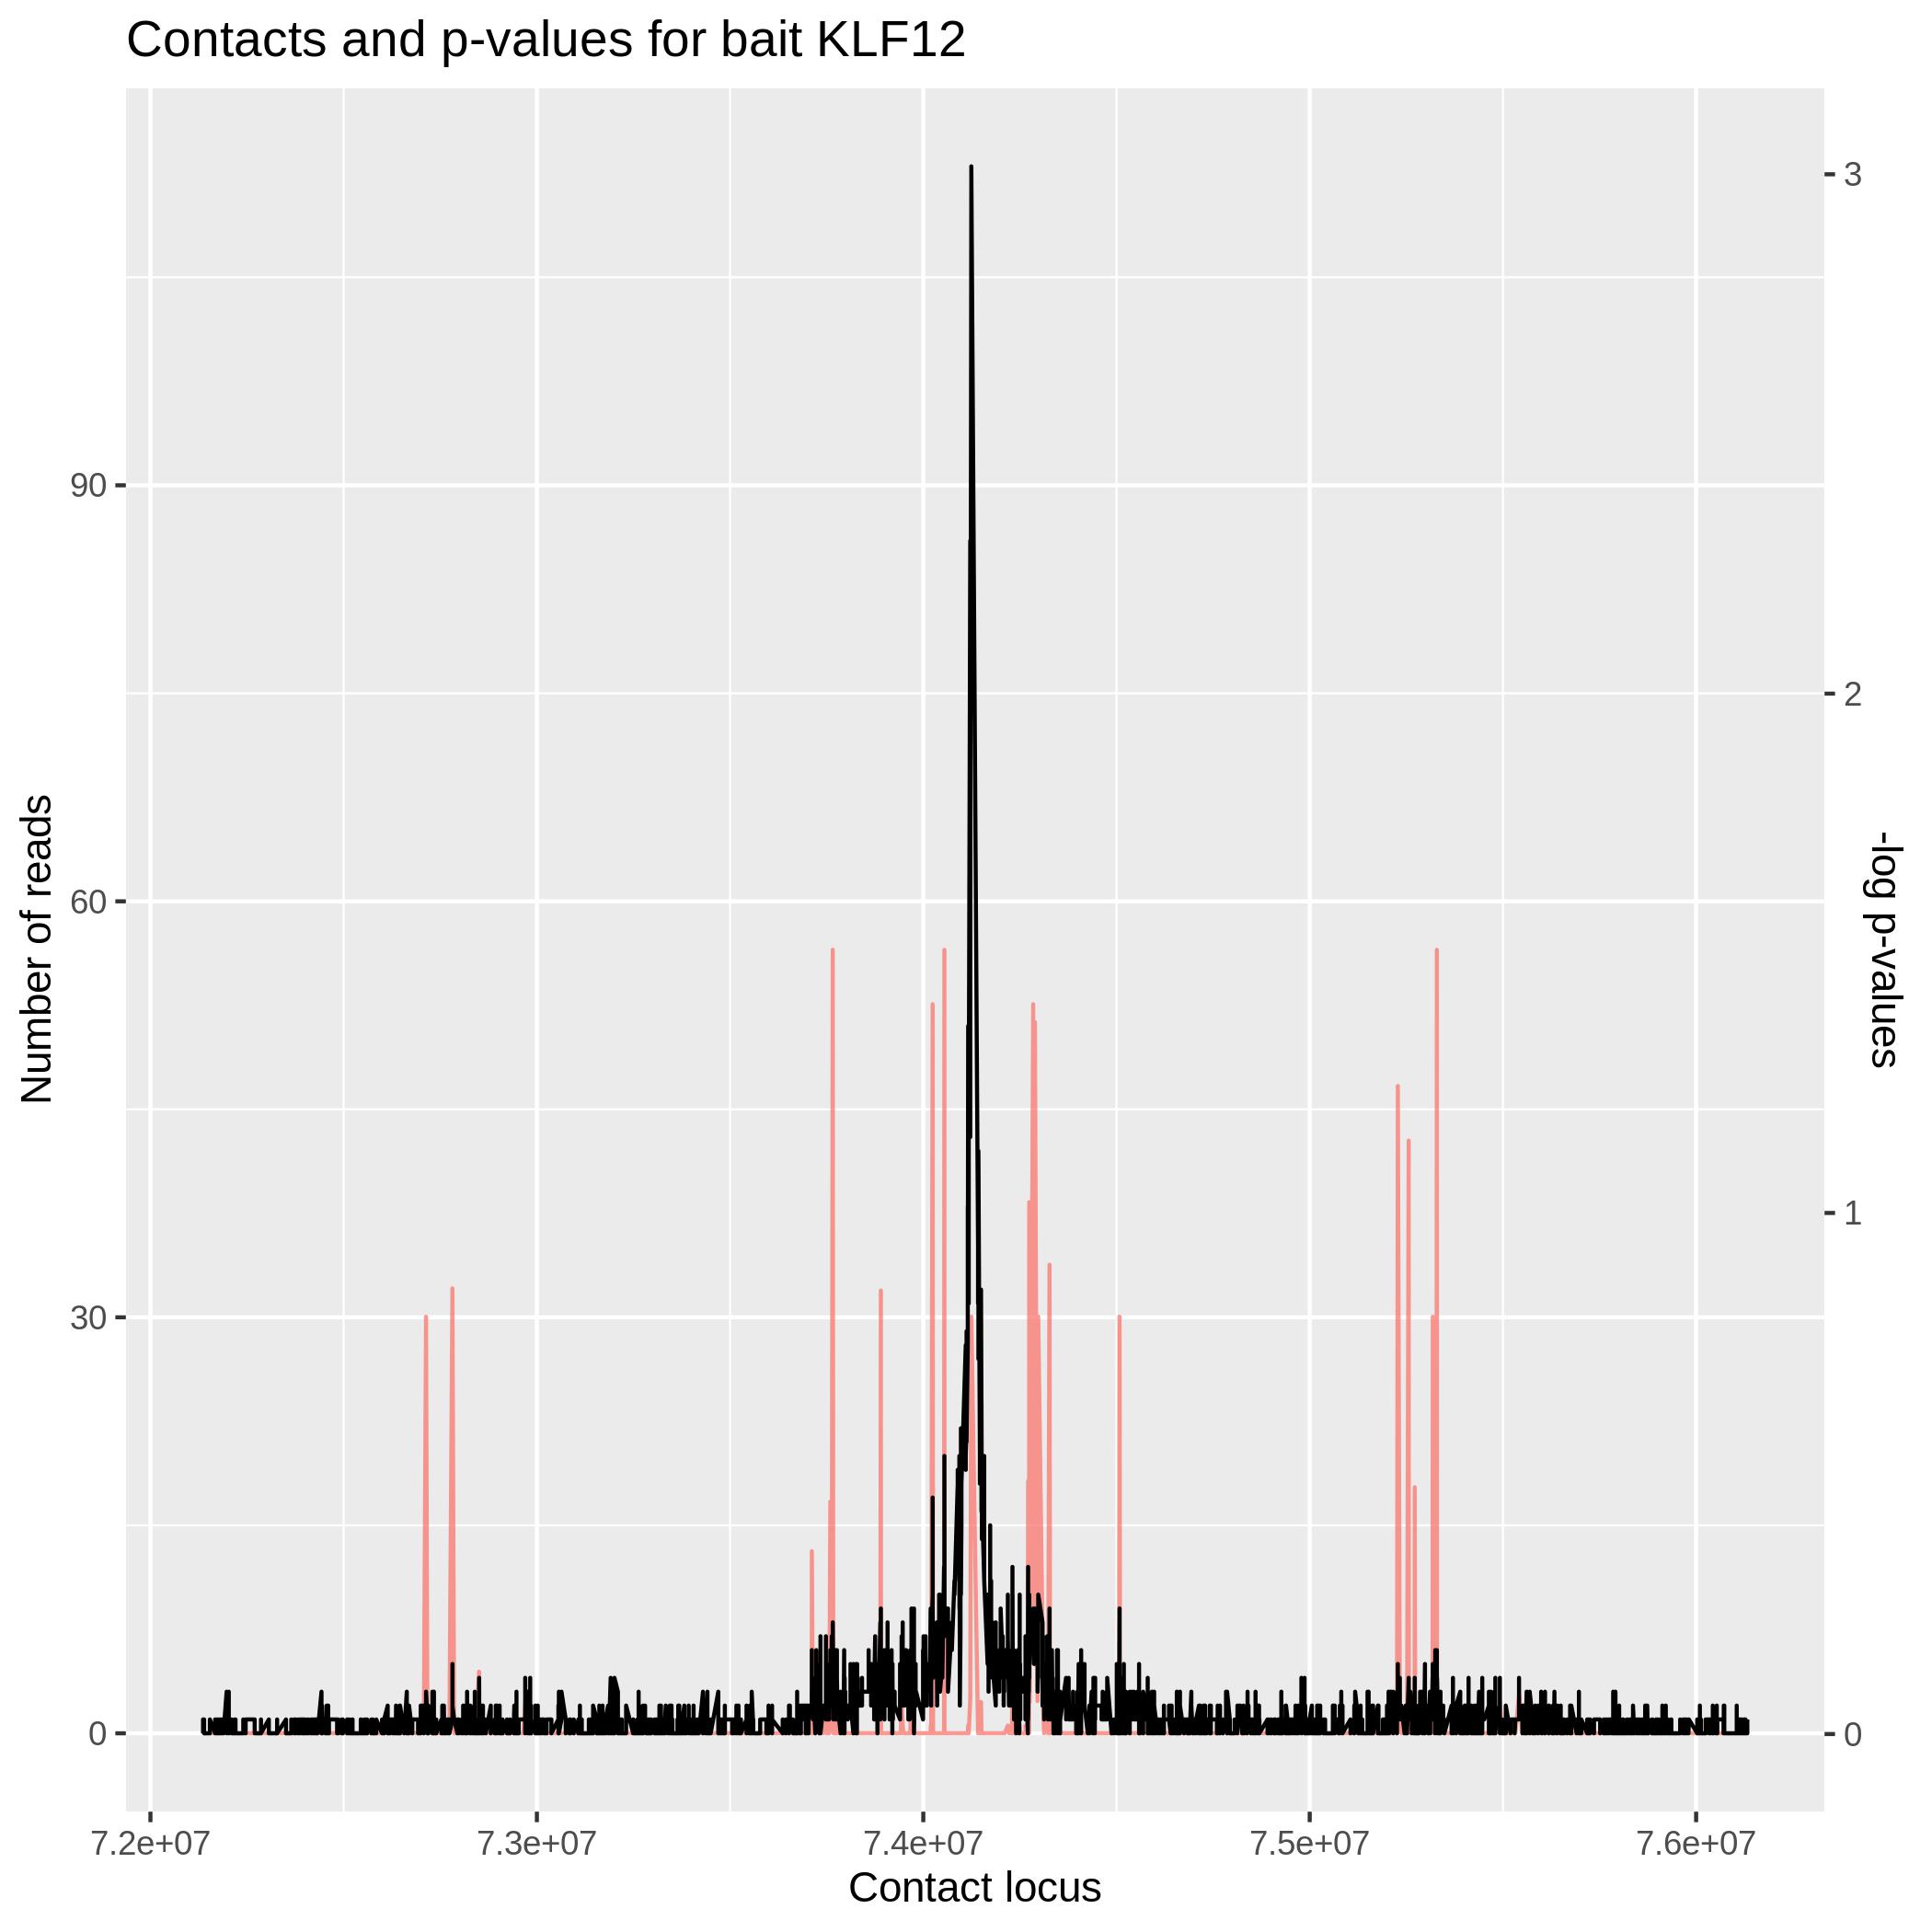 Contacts and p-values for bait KLF12
Number of reads
90
60
30
0
3
2
1
0
-log p-values
7.2e+07 7.3e+07 7.4e+07 7.5e+07 7.6e+07
Contact locus